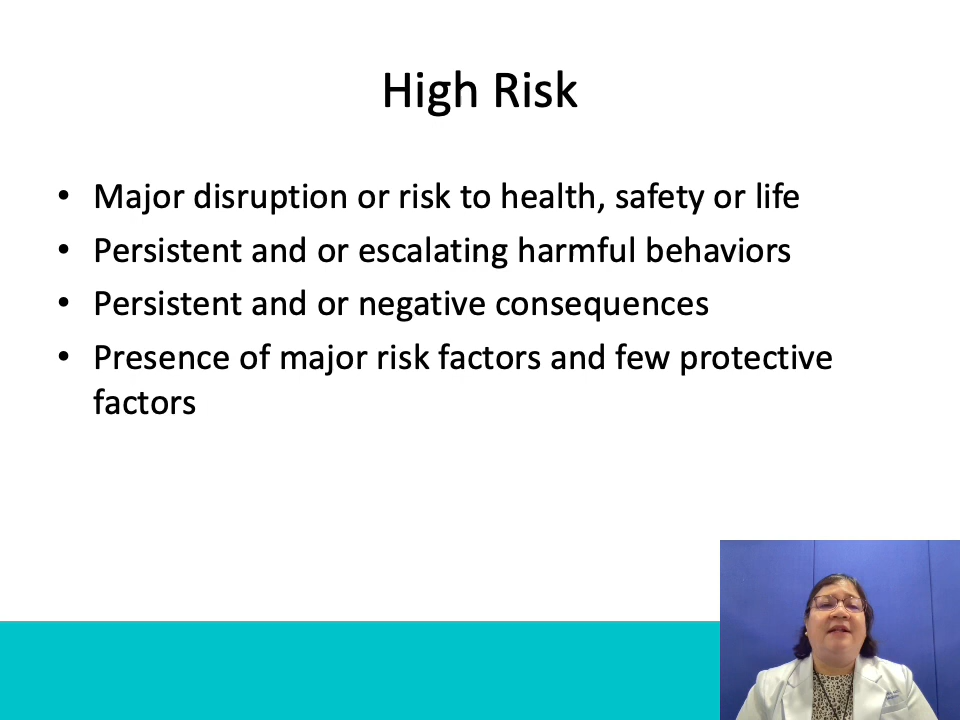 High Risk
• Major disruption or risk to health, safety or life
• Persistent and or escalating harmful behaviors
• Persistent and or negative consequences
• Presence of major risk factors and few protective
factors